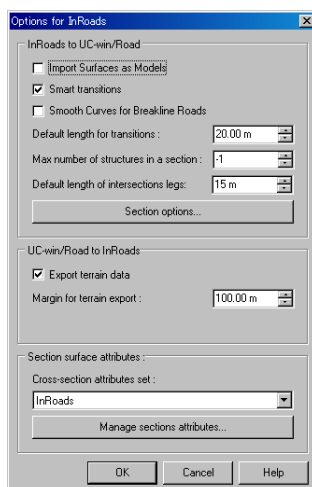 Options for InRoads
InRoads to UC-win/Road
Import Surfaces as Models
Smart transitions
Smooth Curves for Breakline Roads
Default length for transitions : 20.00 m
Max number of structures in a section : -1
Default length of intersections legs: 15 m
Section options...
UC-win/Road to InRoads
Export terrain data
Margin for terrain export : 100.00 m
Section surface attributes :
Cross-section attributes set :
InRoads
Manage sections attributes...
OK Cancel Help